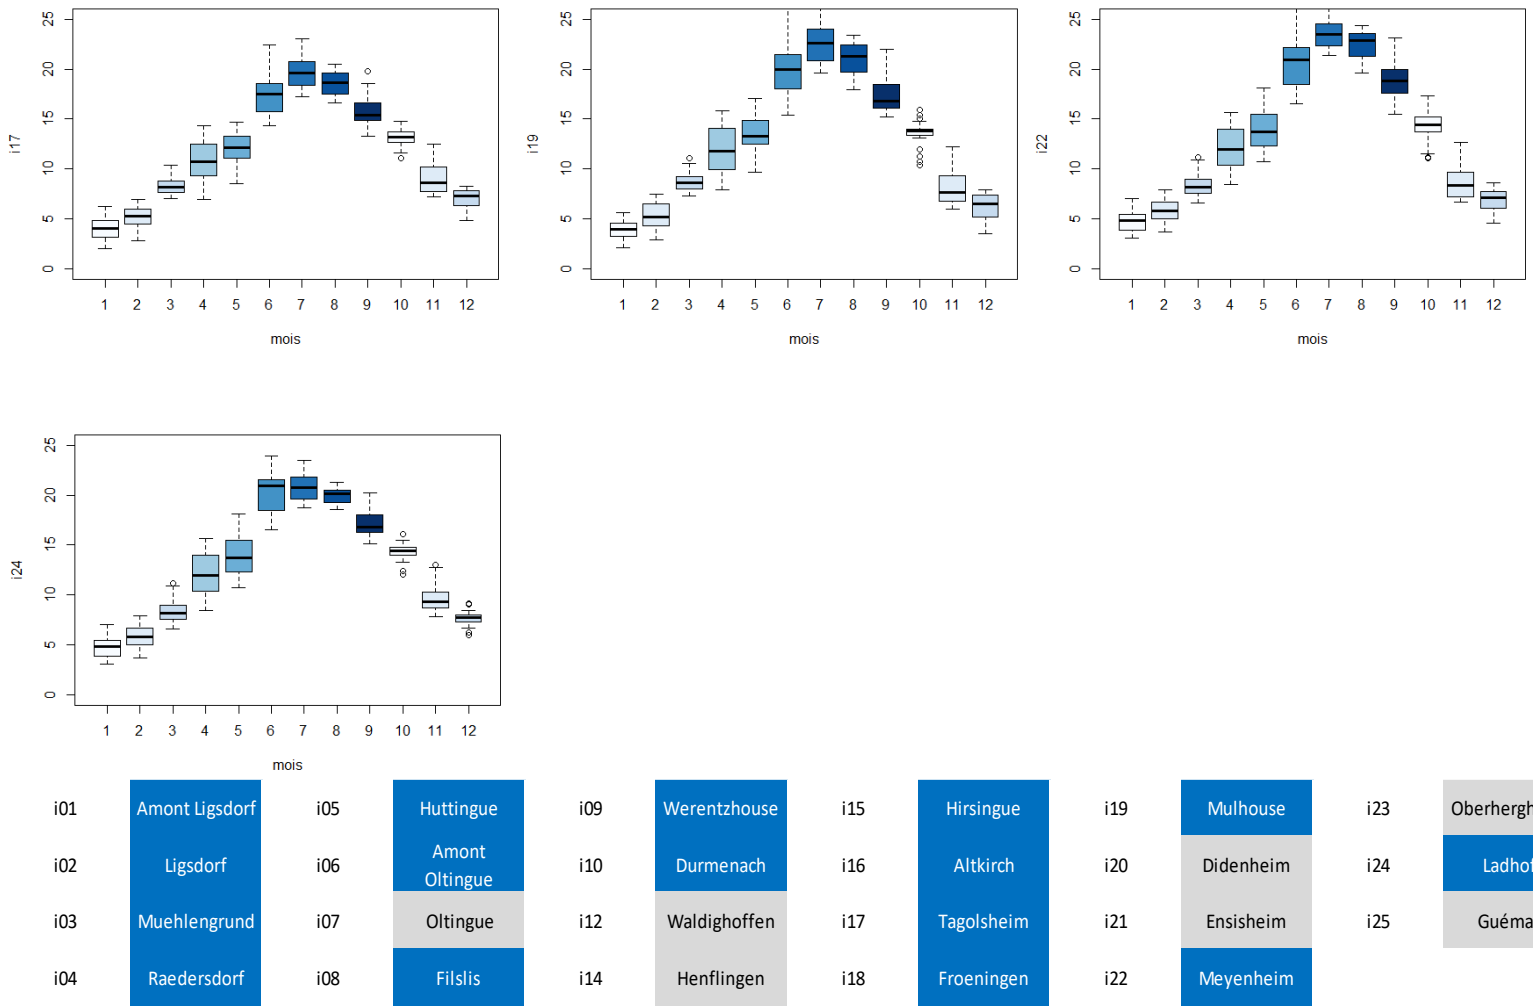 25
20
15
10
5
0
i17
1 2 3 4 5 6 7 8 9 10 11 12
mois
25
20
15
10
5
0
i19
1 2 3 4 5 6 7 8 9 10 11 12
mois
25
20
15
10
5
0
i22
1 2 3 4 5 6 7 8 9 10 11 12
mois
25
20
15
10
5
0
i24
1 2 3 4 5 6 7 8 9 10 11 12
mois
i01 Amont Ligsdorf i05 Huttingue i09 Werentzhouse i15 Hirsingue i19 Mulhouse i23
i02 Ligsdorf i06 Amont
Oltingue i10 Durmenach i16 Altkirch i20 Didenheim i24
i03 Muehlengrund i07 Oltingue i12 Waldighoffen i17 Tagolsheim i21 Ensisheim i25
i04 Raedersdorf i08 Filslis i14 Henflingen i18 Froeningen i22 Meyenheim